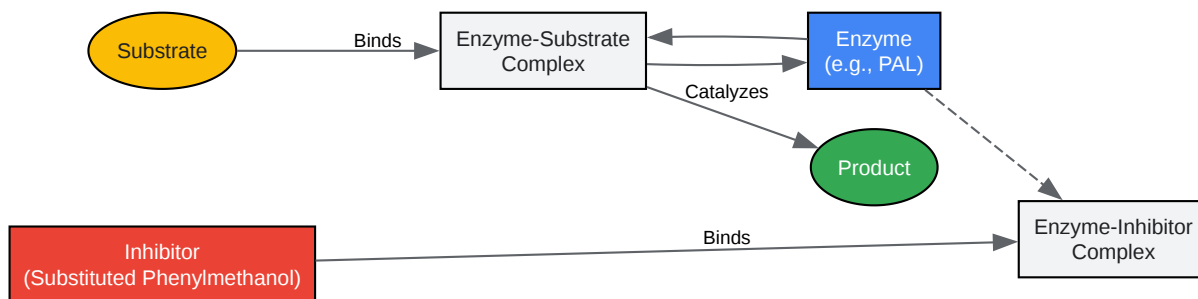 Substrate
Binds
Enzyme-Substrate
Complex
Enzyme
(e.g., PAL)
Catalyzes
Product
Inhibitor
(Substituted Phenylmethanol)
Binds
Enzyme-Inhibitor
Complex